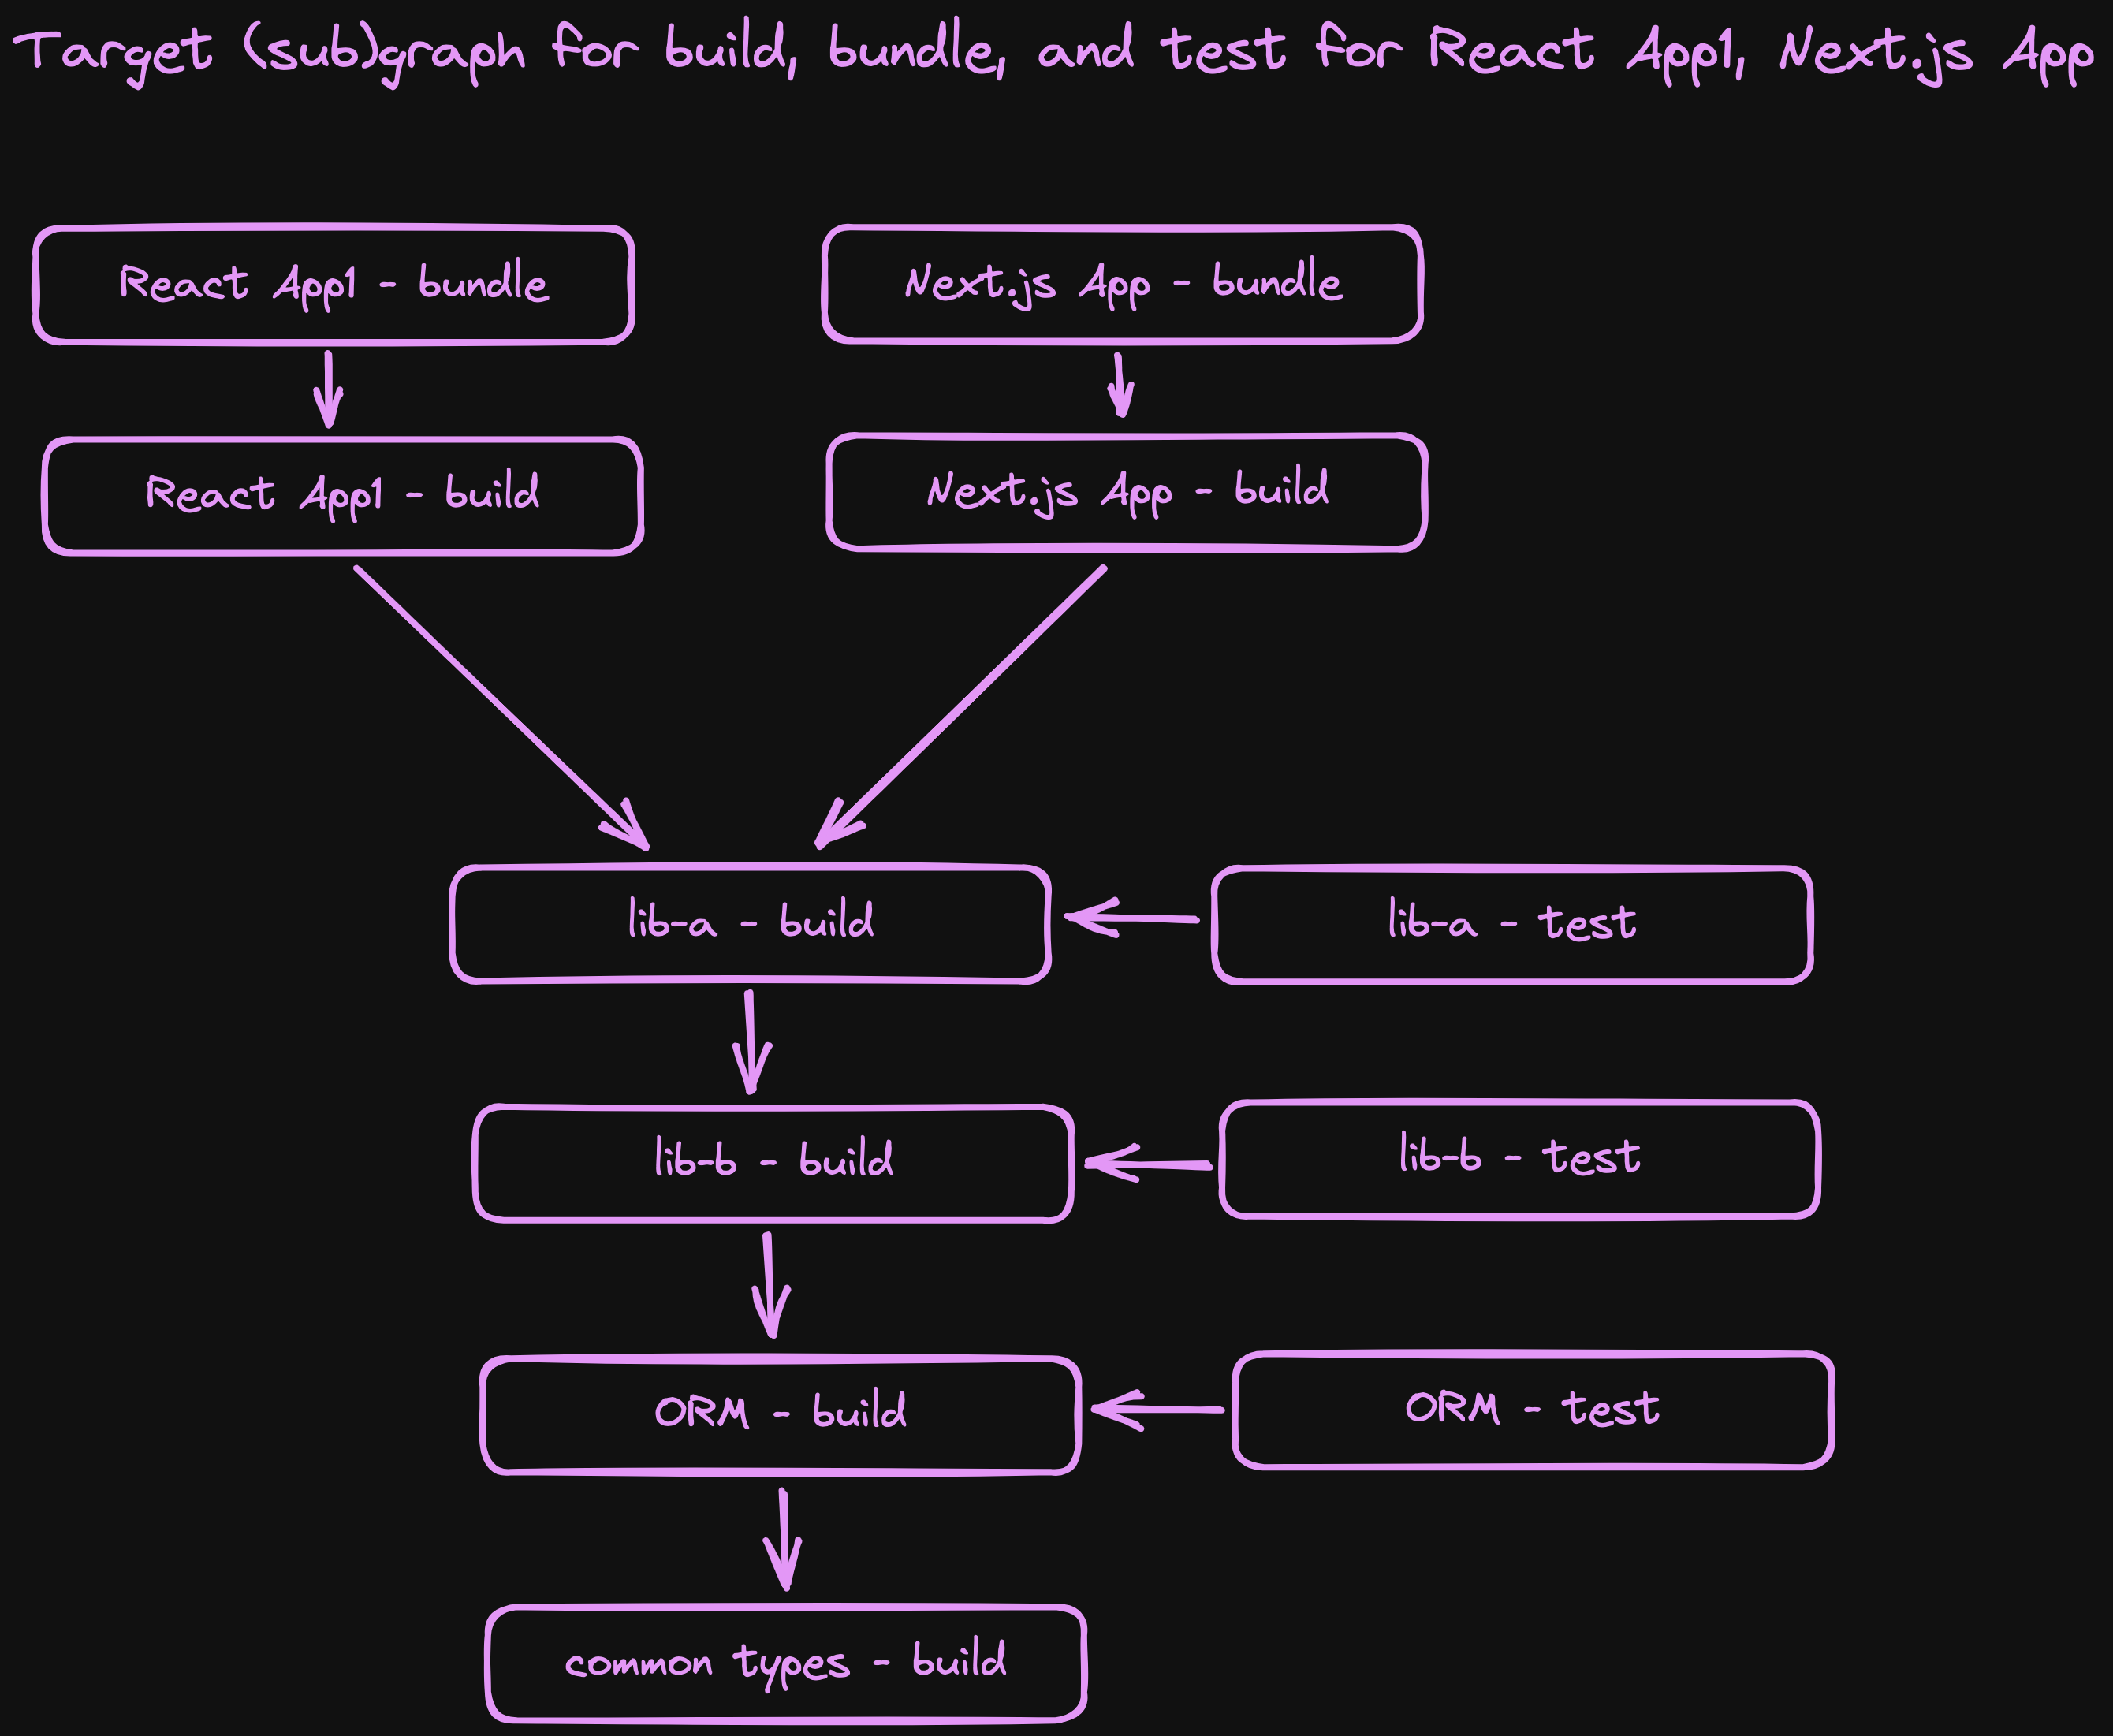 Target (sub)graph for build, bundle, and test for React App1, Next.js App
React App1 - bundle
Next.js App - bundle
React App1 - build
Next.js App - build
lib-a - build
lib-a - test
lib-b - build
lib-b - test
ORM - build
ORM - test
common types - build